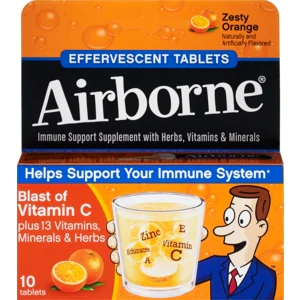 Zesty
Orange
Naturally and
Artificially Flavored
EFFERVESCENT TABLETS
Airborne®
Immune Support Supplement with Herbs, Vitamins & Minerals
Helps Support Your Immune System*
Blast of
Vitamin C
plus 13 Vitamins,
Minerals & Herbs
Zinc
E
Echinacea
Vitamin
A
C
10
tablets